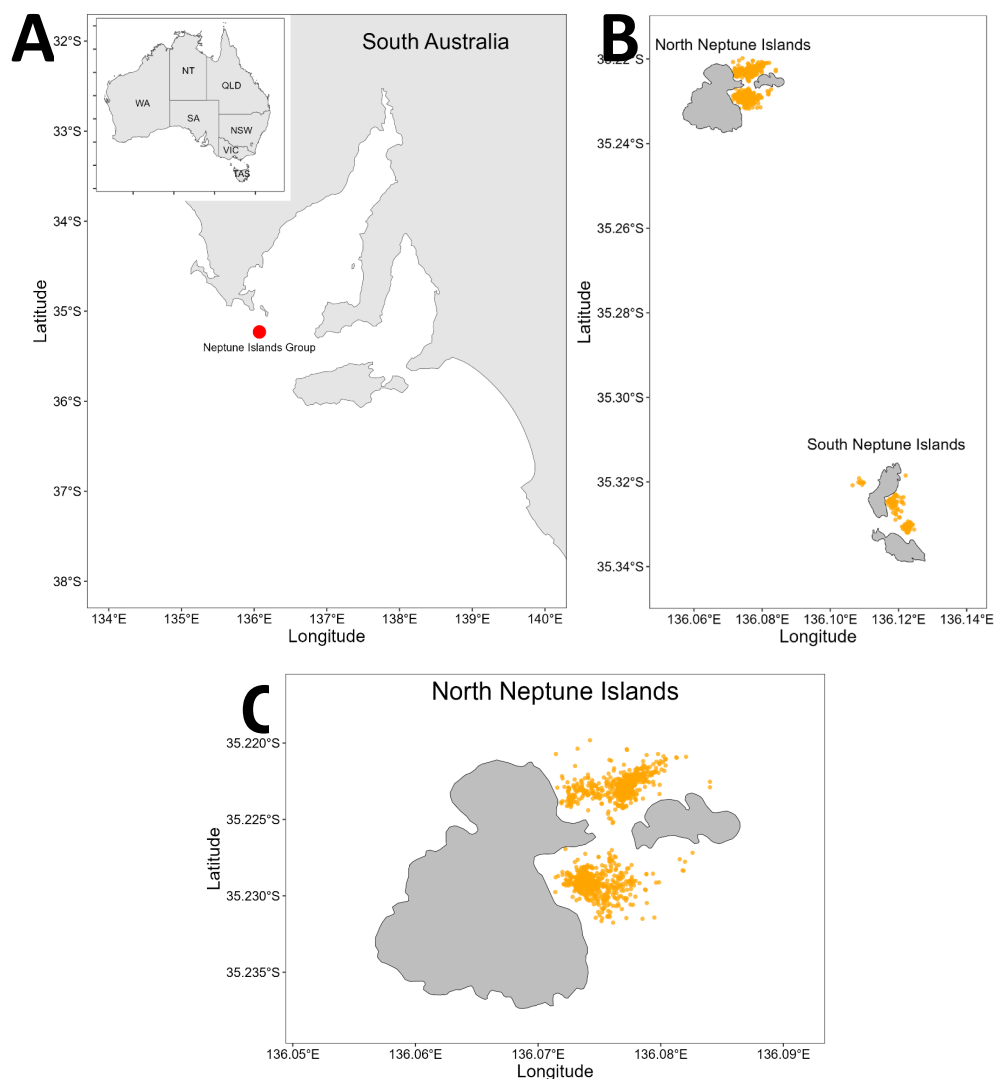 A
South Australia
32°S
33°S
34°S
35°S
36°S
37°S
38°S
Latitude
NT
QLD
WA
SA
NSW
VIC
TAS
Neptune Islands Group
134°E 135°E 136°E 137°E 138°E 139°E 140°E
Longitude
B
North Neptune Islands
35.22°S
35.24°S
35.26°S
35.28°S
35.30°S
35.32°S
35.34°S
Latitude
South Neptune Islands
136.06°E 136.08°E 136.10°E 136.12°E 136.14°E
Longitude
C
North Neptune Islands
35.220°S
35.225°S
35.230°S
35.235°S
Latitude
136.05°E 136.06°E 136.07°E 136.08°E 136.09°E
Longitude